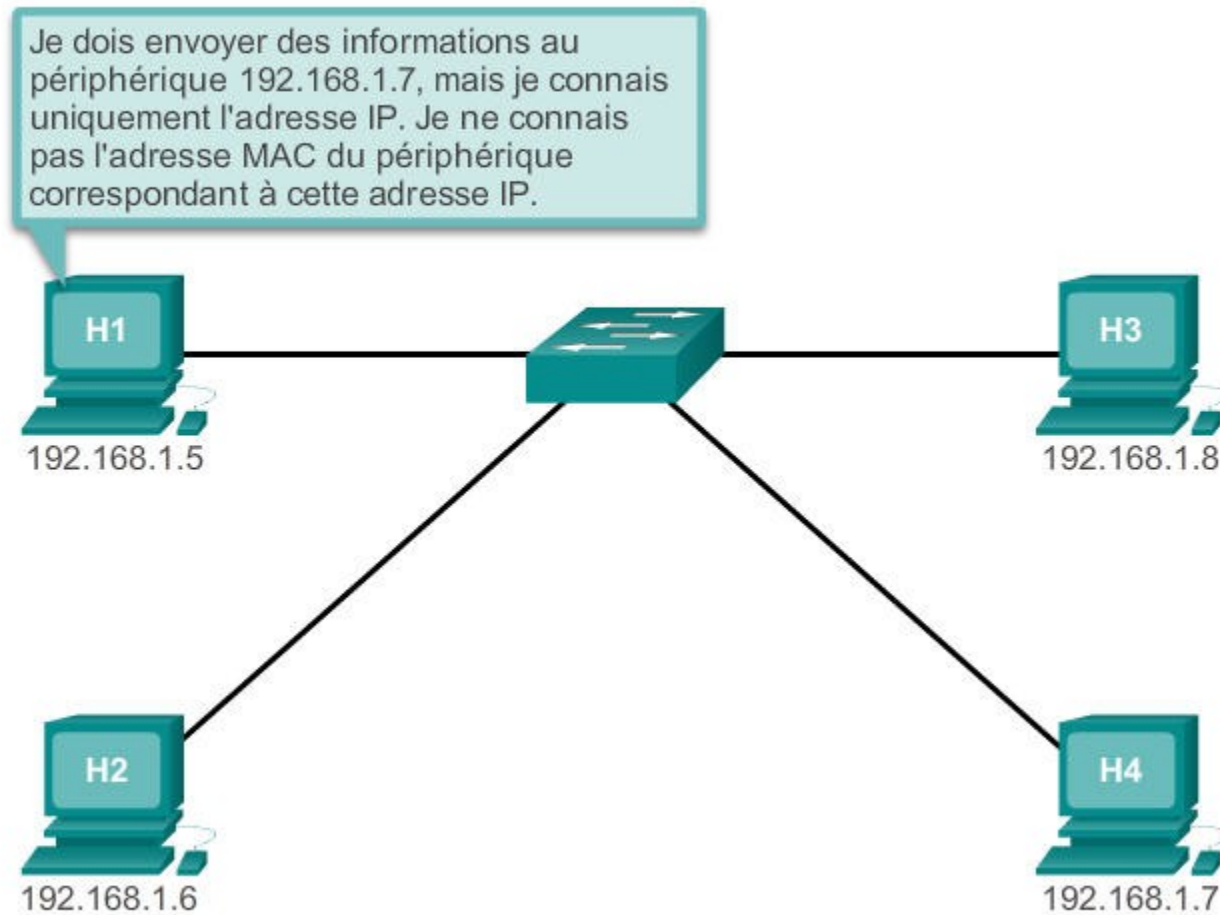 Je dois envoyer des informations au
périphérique 192.168.1.7, mais je connais
uniquement l'adresse IP. Je ne connais
pas l'adresse MAC du périphérique
correspondant à cette adresse IP.
H1
H3
192.168.1.5
192.168.1.8
H2
H4
192.168.1.6
192.168.1.7